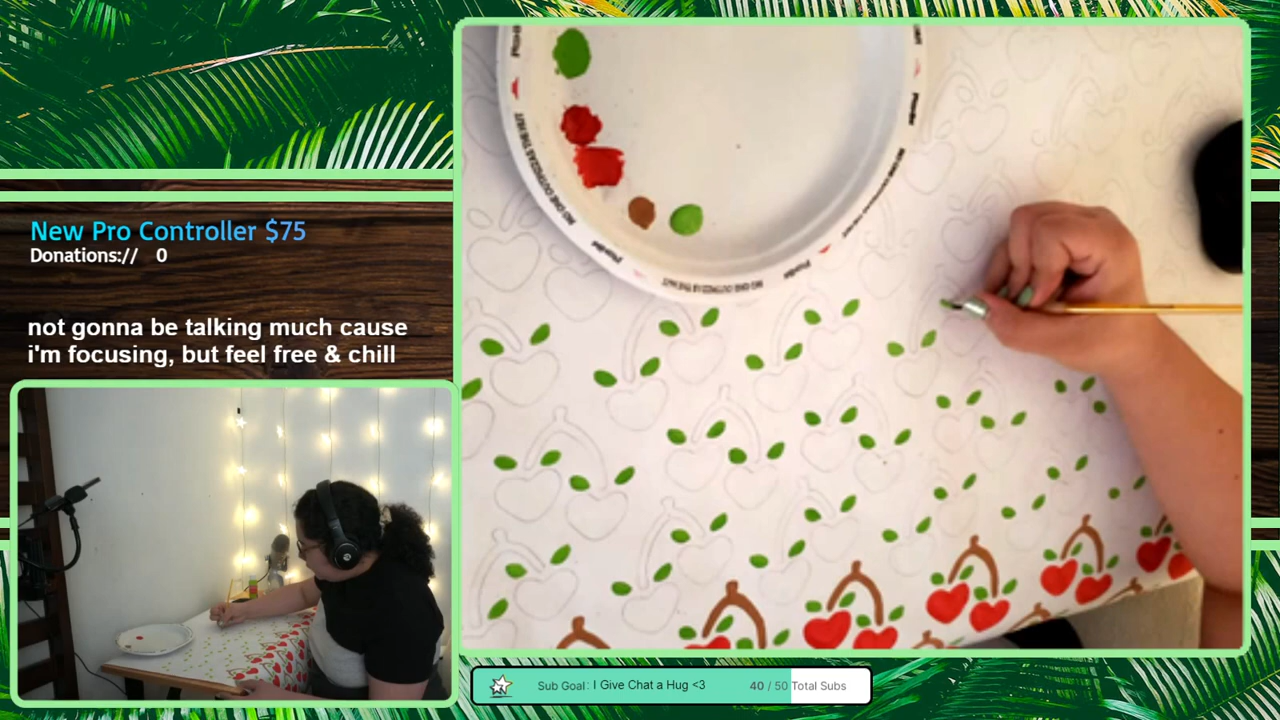 New Pro Controller $75
Donations:// 0
not gonna be talking much cause
i'm focusing, but feel free & chill
Sub Goal: I Give Chat a Hug <3 40 / 50 Total Subs